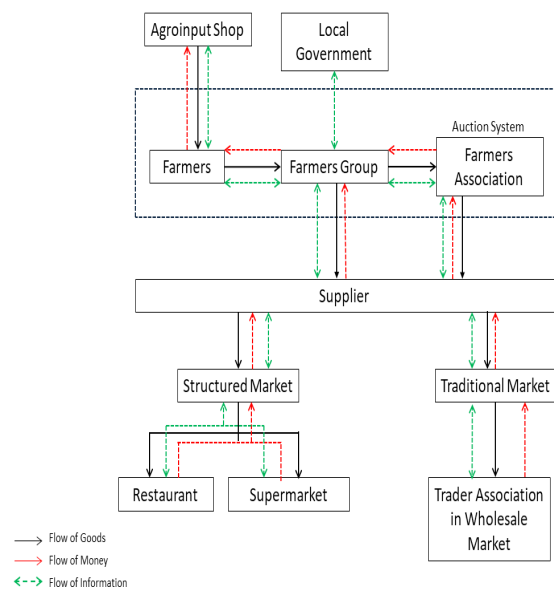 Agroinput Shop
Local
Government
Auction System
Farmers
Farmers Group
Farmers
Association
Supplier
Structured Market
Traditional Market
Restaurant
Supermarket
Trader Association
in Wholesale
Market
Flow of Goods
Flow of Money
Flow of Information